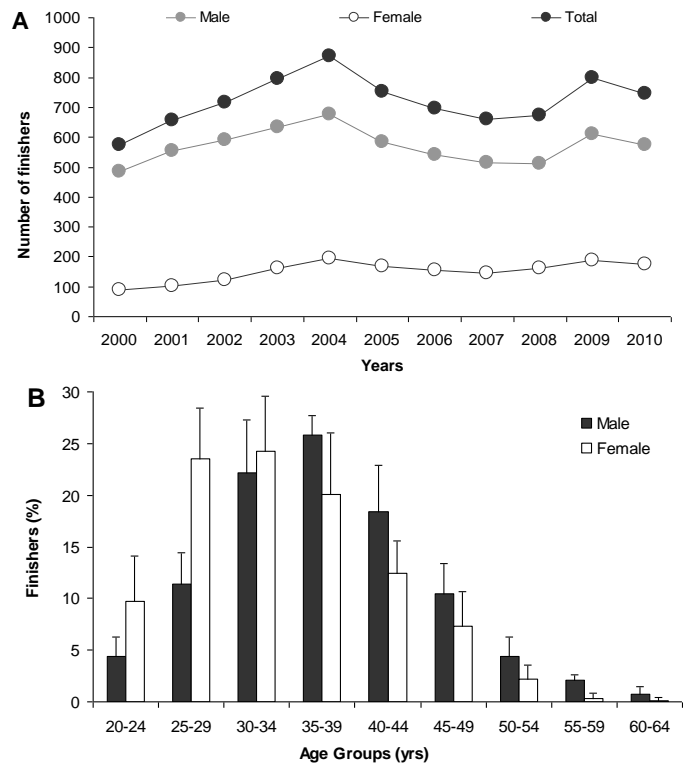 A
Male Female Total
Number of finishers
1000
900
800
700
600
500
400
300
200
100
0
2000 2001 2002 2003 2004 2005 2006 2007 2008 2009 2010
Years
B
Male
Female
Finishers (%)
30
25
20
15
10
5
0
20-24 25-29 30-34 35-39 40-44 45-49 50-54 55-59 60-64
Age Groups (yrs)